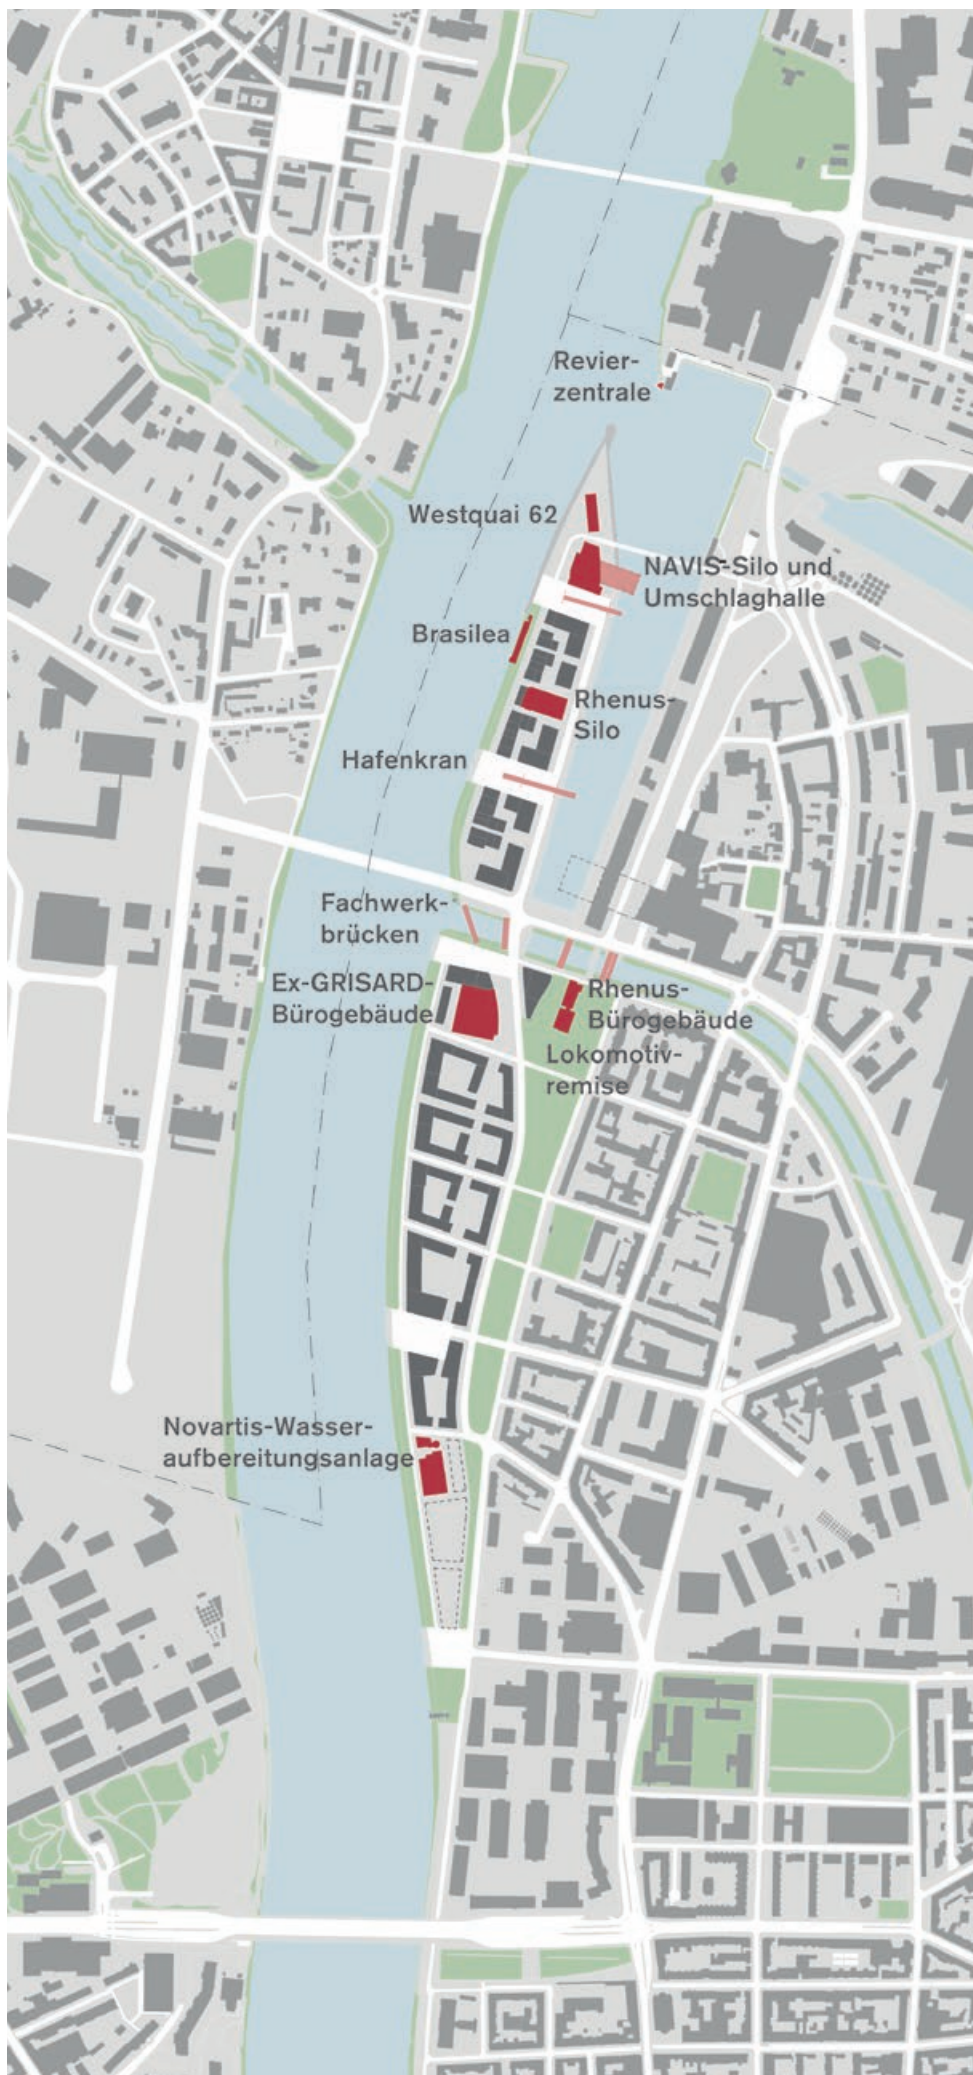 Revier-
zentrale
Westquai 62
NAVIS-Silo und
Umschlaghalle
Brasilea
Rhenus-
Silo
Hafenkran
Fachwerk-
brücken
Ex-GRISARD-
Bürogebäude
Rhenus-
Bürogebäude
Lokomotiv-
remise
Novartis-Wasser-
aufbereitungsanlage